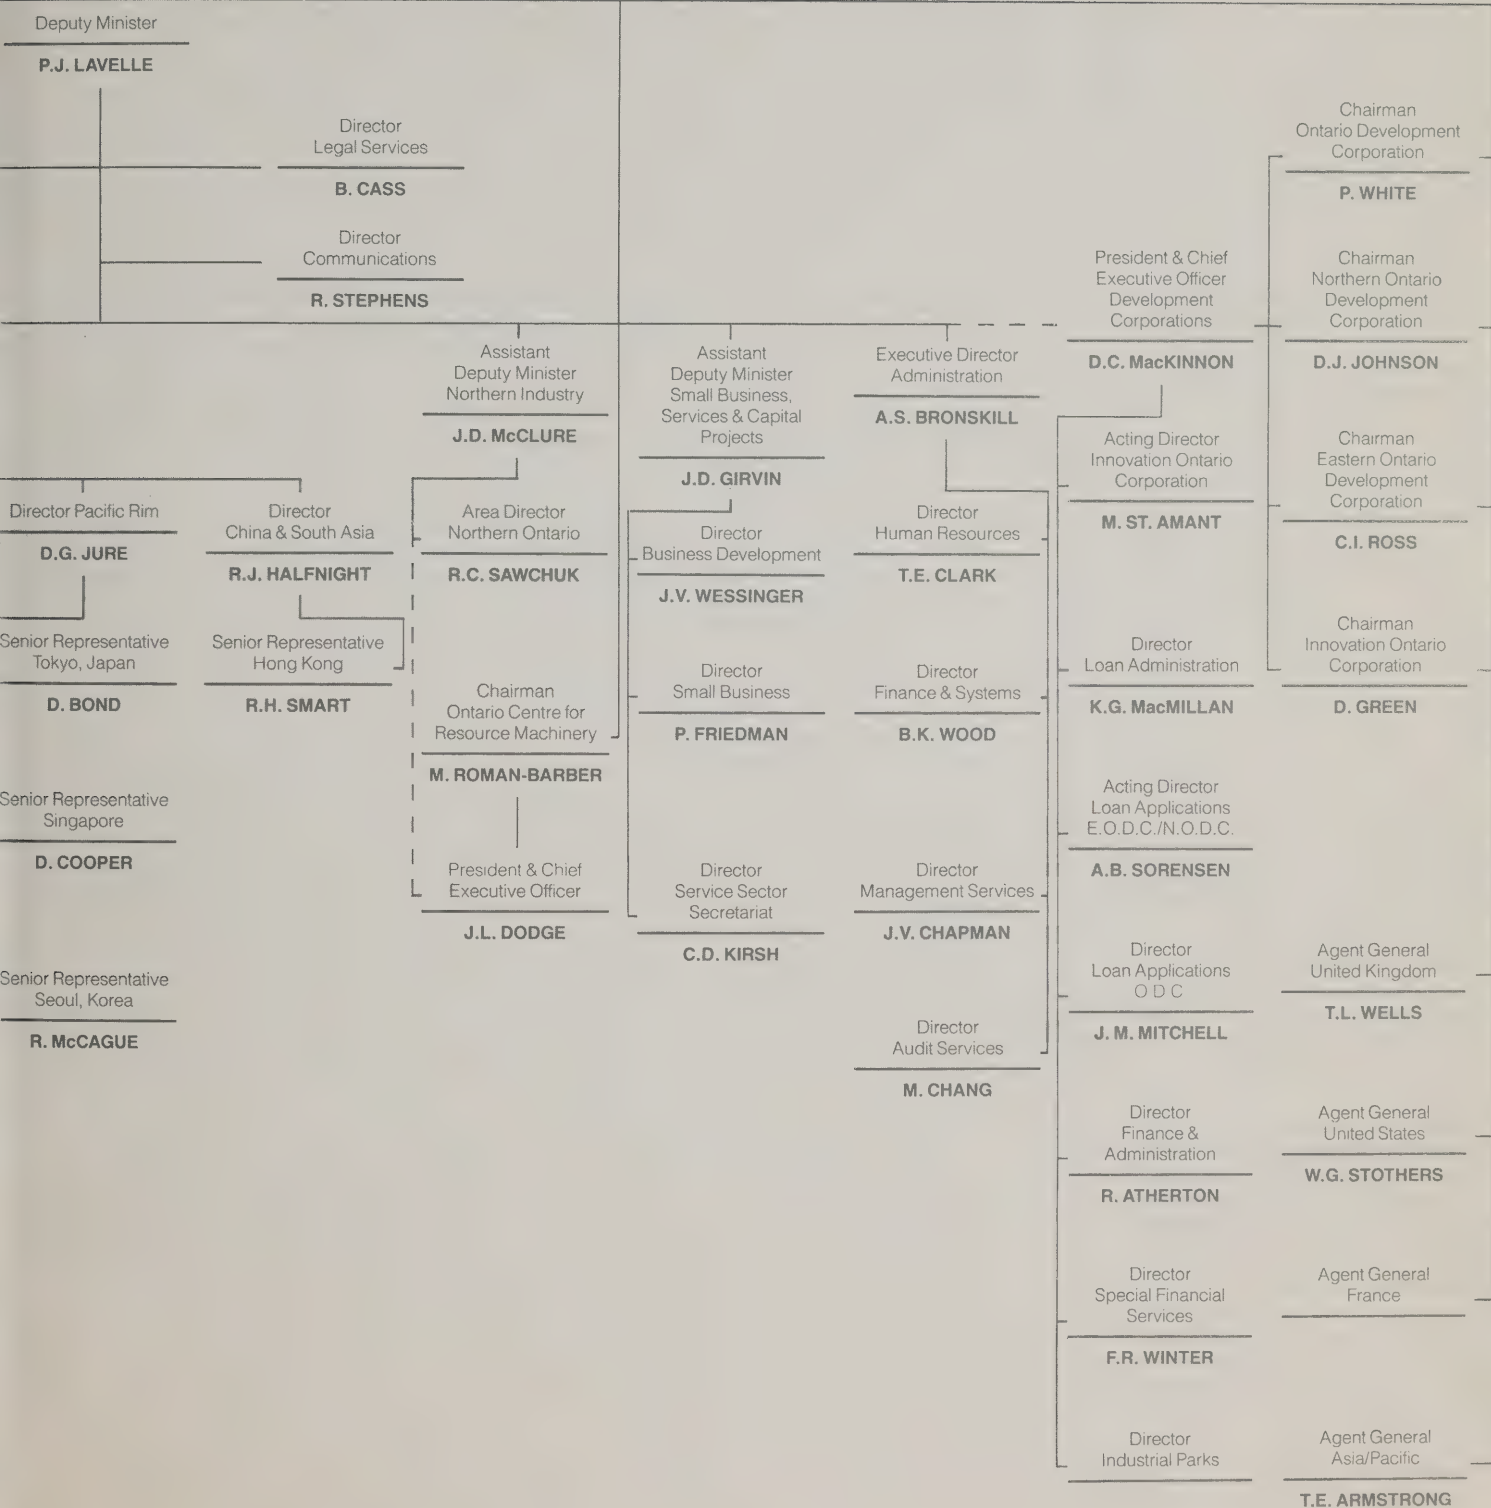 Deputy Minister
P.J. LAVELLE
Director
Legal Services
B. CASS
Director
Communications
R. STEPHENS
Chairman
Ontario Development
Corporation
P. WHITE
President & Chief
Executive Officer
Development
Corporations
D.C. MacKINNON
Chairman
Northern Ontario
Development
Corporation
D.J. JOHNSON
Assistant
Deputy Minister
Northern Industry
J.D. McCLURE
Assistant
Deputy Minister
Small Business,
Services & Capital
Projects
J.D. GIRVIN
Executive Director
Administration
A.S. BRONSKILL
Acting Director
Innovation Ontario
Corporation
M. ST. AMANT
Chairman
Eastern Ontario
Development
Corporation
C.I. ROSS
Director Pacific Rim
D.G. JURE
Director
China & South Asia
R.J. HALFNIGHT
Area Director
Northern Ontario
R.C. SAWCHUK
Director
Business Development
J.V. WESSINGER
Director
Human Resources
T.E. CLARK
Senior Representative
Tokyo, Japan
D. BOND
Senior Representative
Hong Kong
R.H. SMART
Chairman
Ontario Centre for
Resource Machinery
M. ROMAN-BARBER
Director
Small Business
P. FRIEDMAN
Director
Finance & Systems
B.K. WOOD
Director
Loan Administration
K.G. MacMILLAN
Chairman
Innovation Ontario
Corporation
D. GREEN
Senior Representative
Singapore
D. COOPER
President & Chief
Executive Officer
J.L. DODGE
Director
Service Sector
Secretariat
C.D. KIRSH
Director
Management Services
J.V. CHAPMAN
Acting Director
Loan Applications
E.O.D.C./N.O.D.C.
A.B. SORENSEN
Senior Representative
Seoul, Korea
R. McCAGUE
Director
Audit Services
M. CHANG
Director
Loan Applications
O D C
J. M. MITCHELL
Agent General
United Kingdom
T.L. WELLS
Director
Finance &
Administration
R. ATHERTON
Agent General
United States
W.G. STOTHERS
Director
Special Financial
Services
F.R. WINTER
Agent General
France
Director
Industrial Parks
Agent General
Asia/Pacific
T.E. ARMSTRONG